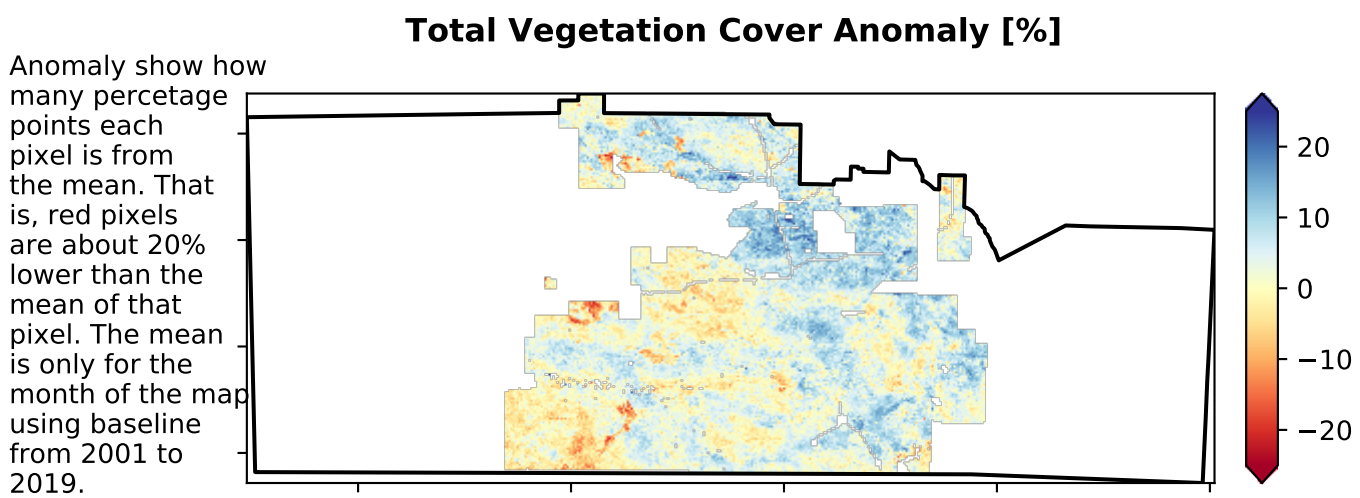 Total Vegetation Cover Anomaly [%]
Anomaly show how
many percetage
points each
pixel is from
the mean. That
is, red pixels
are about 20%
lower than the
mean of that
pixel. The mean
is only for the
month of the map
using baseline
from 2001 to
2019.
20
10
0
−10
−20